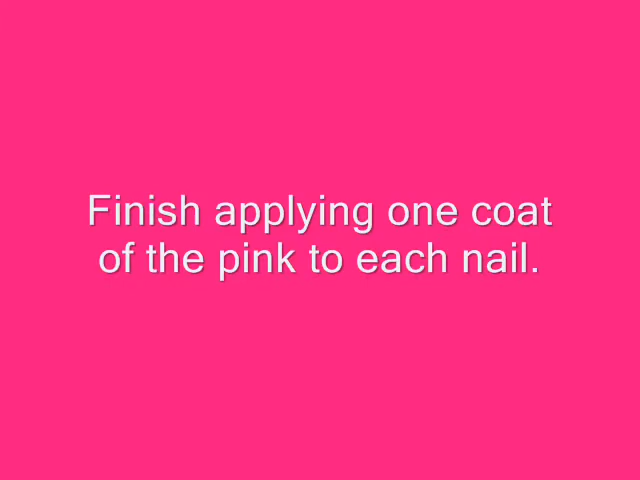 Finish applying one coat
of the pink to each nail.